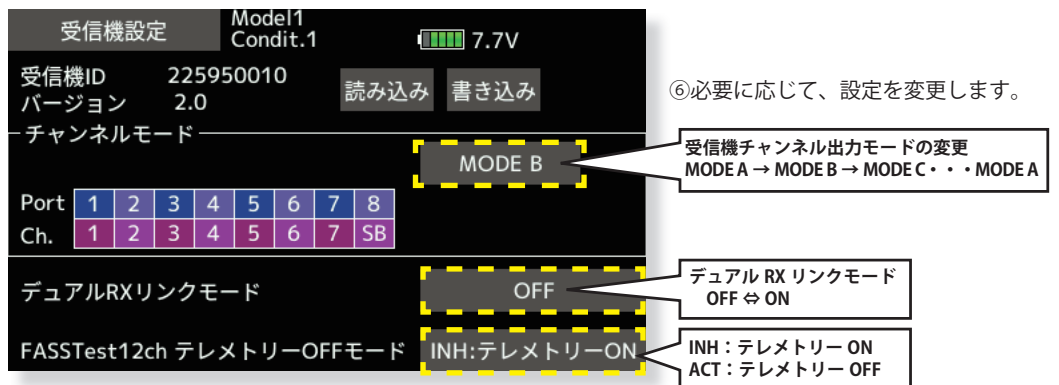 受信機設定
Model1
Condit.1
7.7V
受信機ID 225950010
バージョン 2.0
読み込み 書き込み
チャンネルモード
MODE B
Port 1 2 3 4 5 6 7 8
Ch. 1 2 3 4 5 6 7 SB
デュアルRXリンクモード OFF
FASSTest12ch テレメトリーOFFモード INH:テレメトリーON
⑥必要に応じて、設定を変更します。
受信機チャンネル出力モードの変更
MODE A → MODE B → MODE C・・・MODE A
デュアル RX リンクモード
OFF ⇔ ON
INH：テレメトリー ON
ACT：テレメトリー OFF